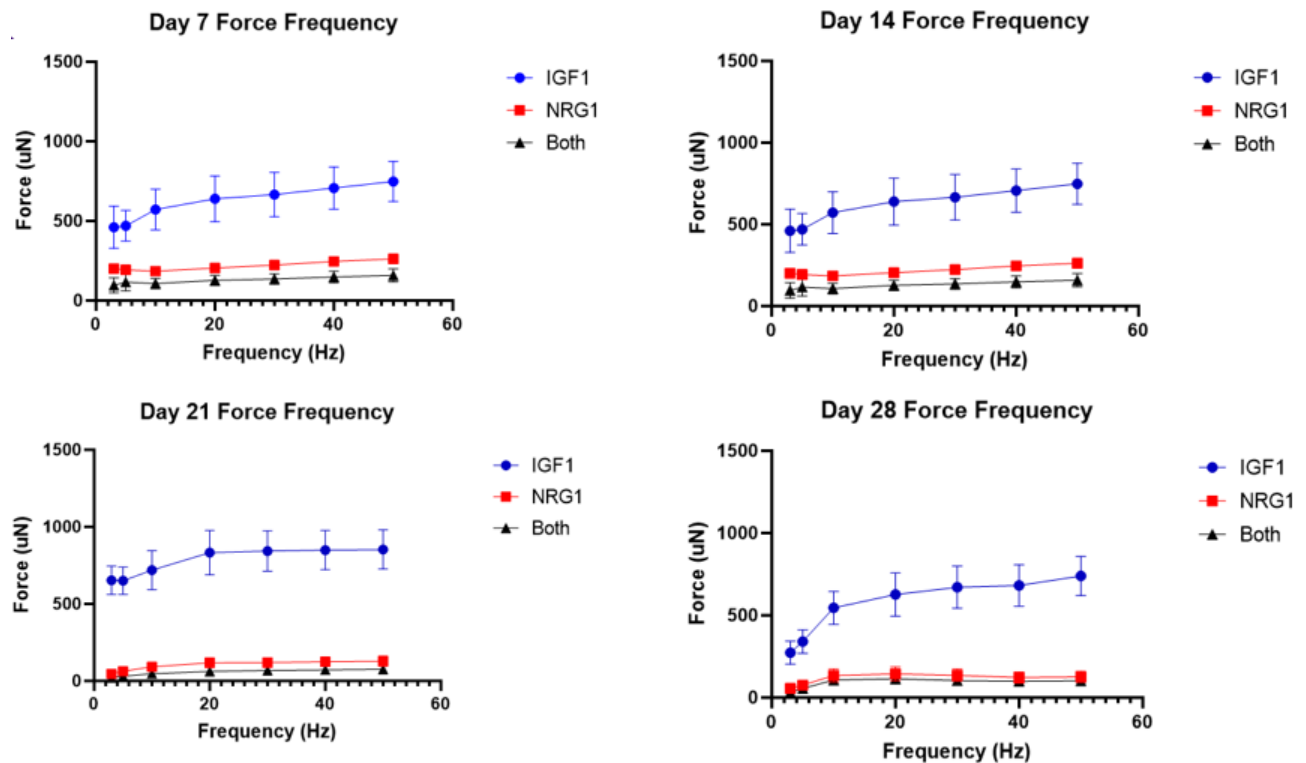 Day 7 Force Frequency
1500
1000
500
0
0 20 40 60
Force (uN)
Frequency (Hz)
IGF1
NRG1
Both
Day 14 Force Frequency
1500
1000
500
0
0 20 40 60
Force (uN)
Frequency (Hz)
IGF1
NRG1
Both
Day 21 Force Frequency
1500
1000
500
0
0 20 40 60
Force (uN)
Frequency (Hz)
IGF1
NRG1
Both
Day 28 Force Frequency
1500
1000
500
0
0 20 40 60
Force (uN)
Frequency (Hz)
IGF1
NRG1
Both